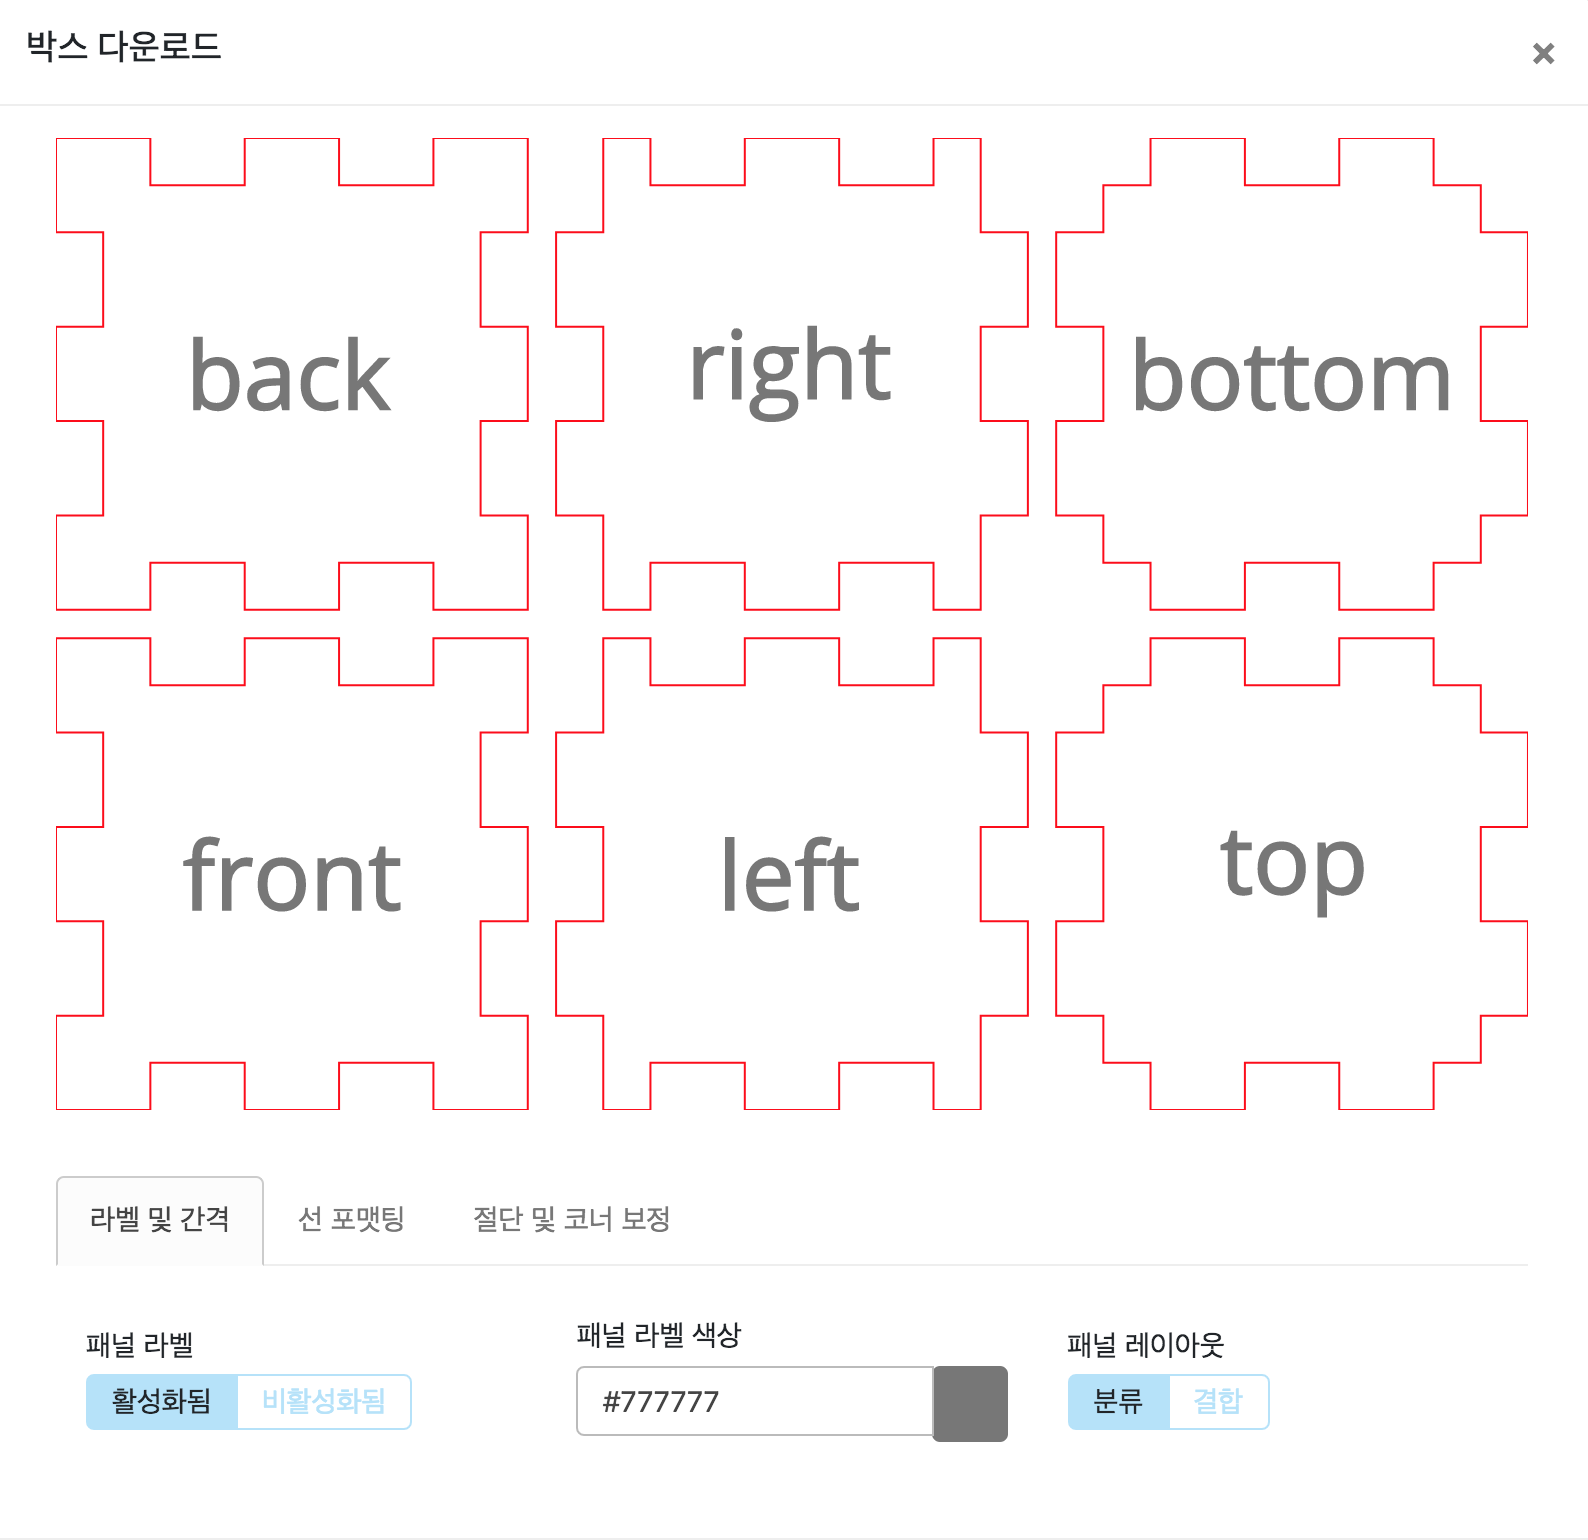 박스 다운로드
×
back
right
bottom
front
left
top
라벨 및 간격
선 포맷팅
절단 및 코너 보정
패널 라벨
패널 라벨 색상
패널 레이아웃
활성화됨
비활성화됨
#777777
분류
결합